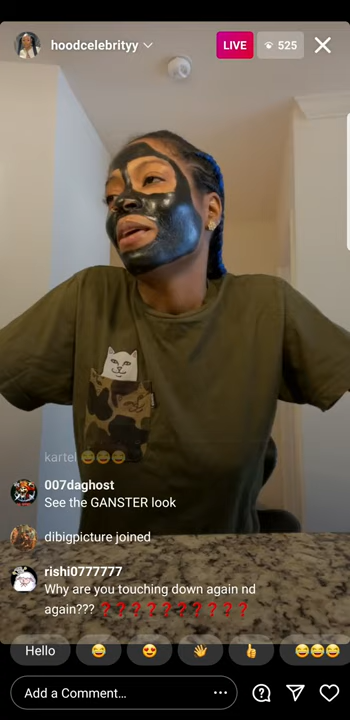 hoodcelebrityy
LIVE
525
kartel 😂😂😂
007daghost
See the GANSTER look
dibigpicture joined
rishi0777777
Why are you touching down again nd
again??? ❓❓❓❓❓❓❓❓❓❓
Hello 😂 😍 👋 👍 😂😂😂
Add a Comment...